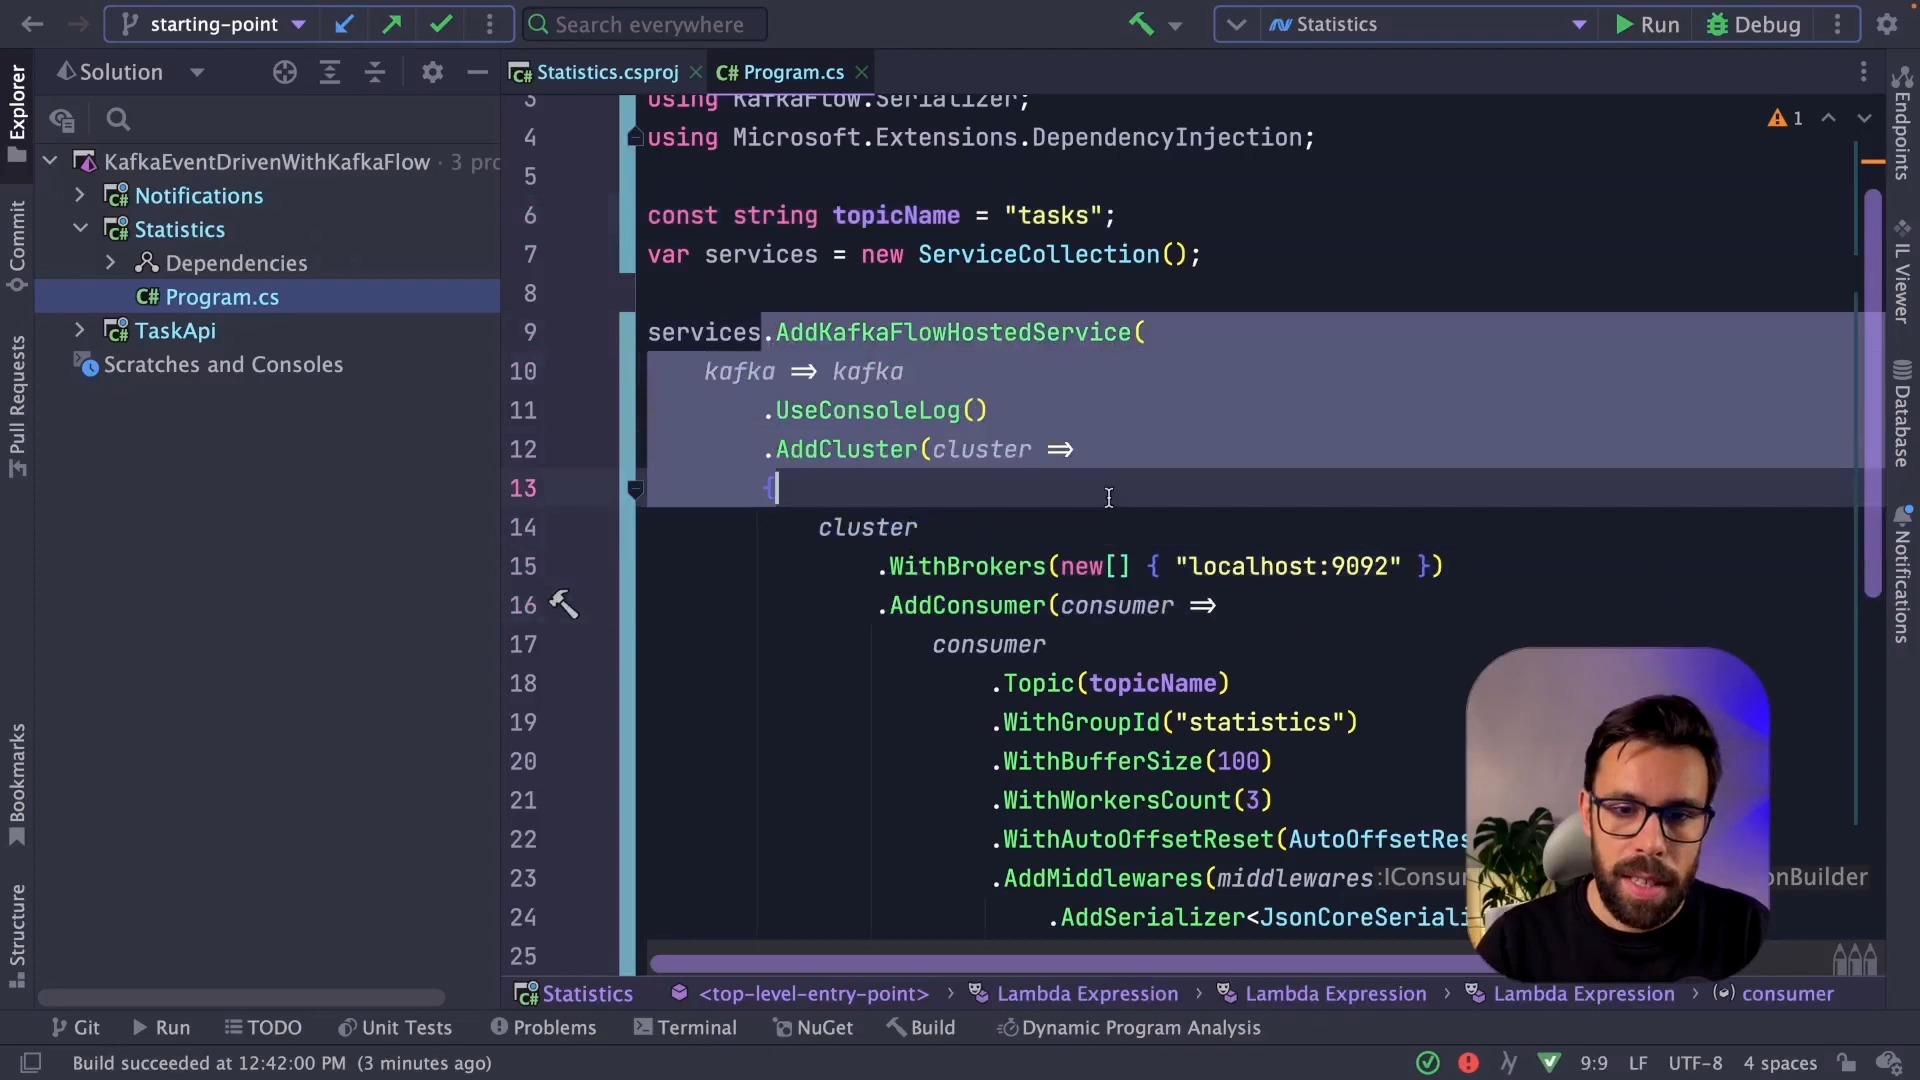 starting-point
Search everywhere
Statistics
Run
Debug
Solution
Statistics.csproj
C# Program.cs
Explorer
Commit
Pull Requests
Bookmarks
Structure
KafkaEventDrivenWithKafkaFlow · 3 pro
Notifications
Statistics
Dependencies
C# Program.cs
TaskApi
Scratches and Consoles
1
3 using KafkaFlow.Serializer;
4 using Microsoft.Extensions.DependencyInjection;
5
6 const string topicName = "tasks";
7 var services = new ServiceCollection();
8
9 services.AddKafkaFlowHostedService(
10 kafka => kafka
11 .UseConsoleLog()
12 .AddCluster(cluster =>
13 {
14 cluster
15 .WithBrokers(new[] { "localhost:9092" })
16 .AddConsumer(consumer =>
17 consumer
18 .Topic(topicName)
19 .WithGroupId("statistics")
20 .WithBufferSize(100)
21 .WithWorkersCount(3)
22 .WithAutoOffsetReset(AutoOffsetRes
23 .AddMiddlewares(middlewares :IConsu onBuilder
24 .AddSerializer<JsonCoreSeriali
25
Endpoints
IL Viewer
Database
Notifications
Statistics <top-level-entry-point> › Lambda Expression › Lambda Expression › Lambda Expression › consumer
Git Run TODO Unit Tests Problems Terminal NuGet Build Dynamic Program Analysis
Build succeeded at 12:42:00 PM (3 minutes ago)
9:9 LF UTF-8 4 spaces